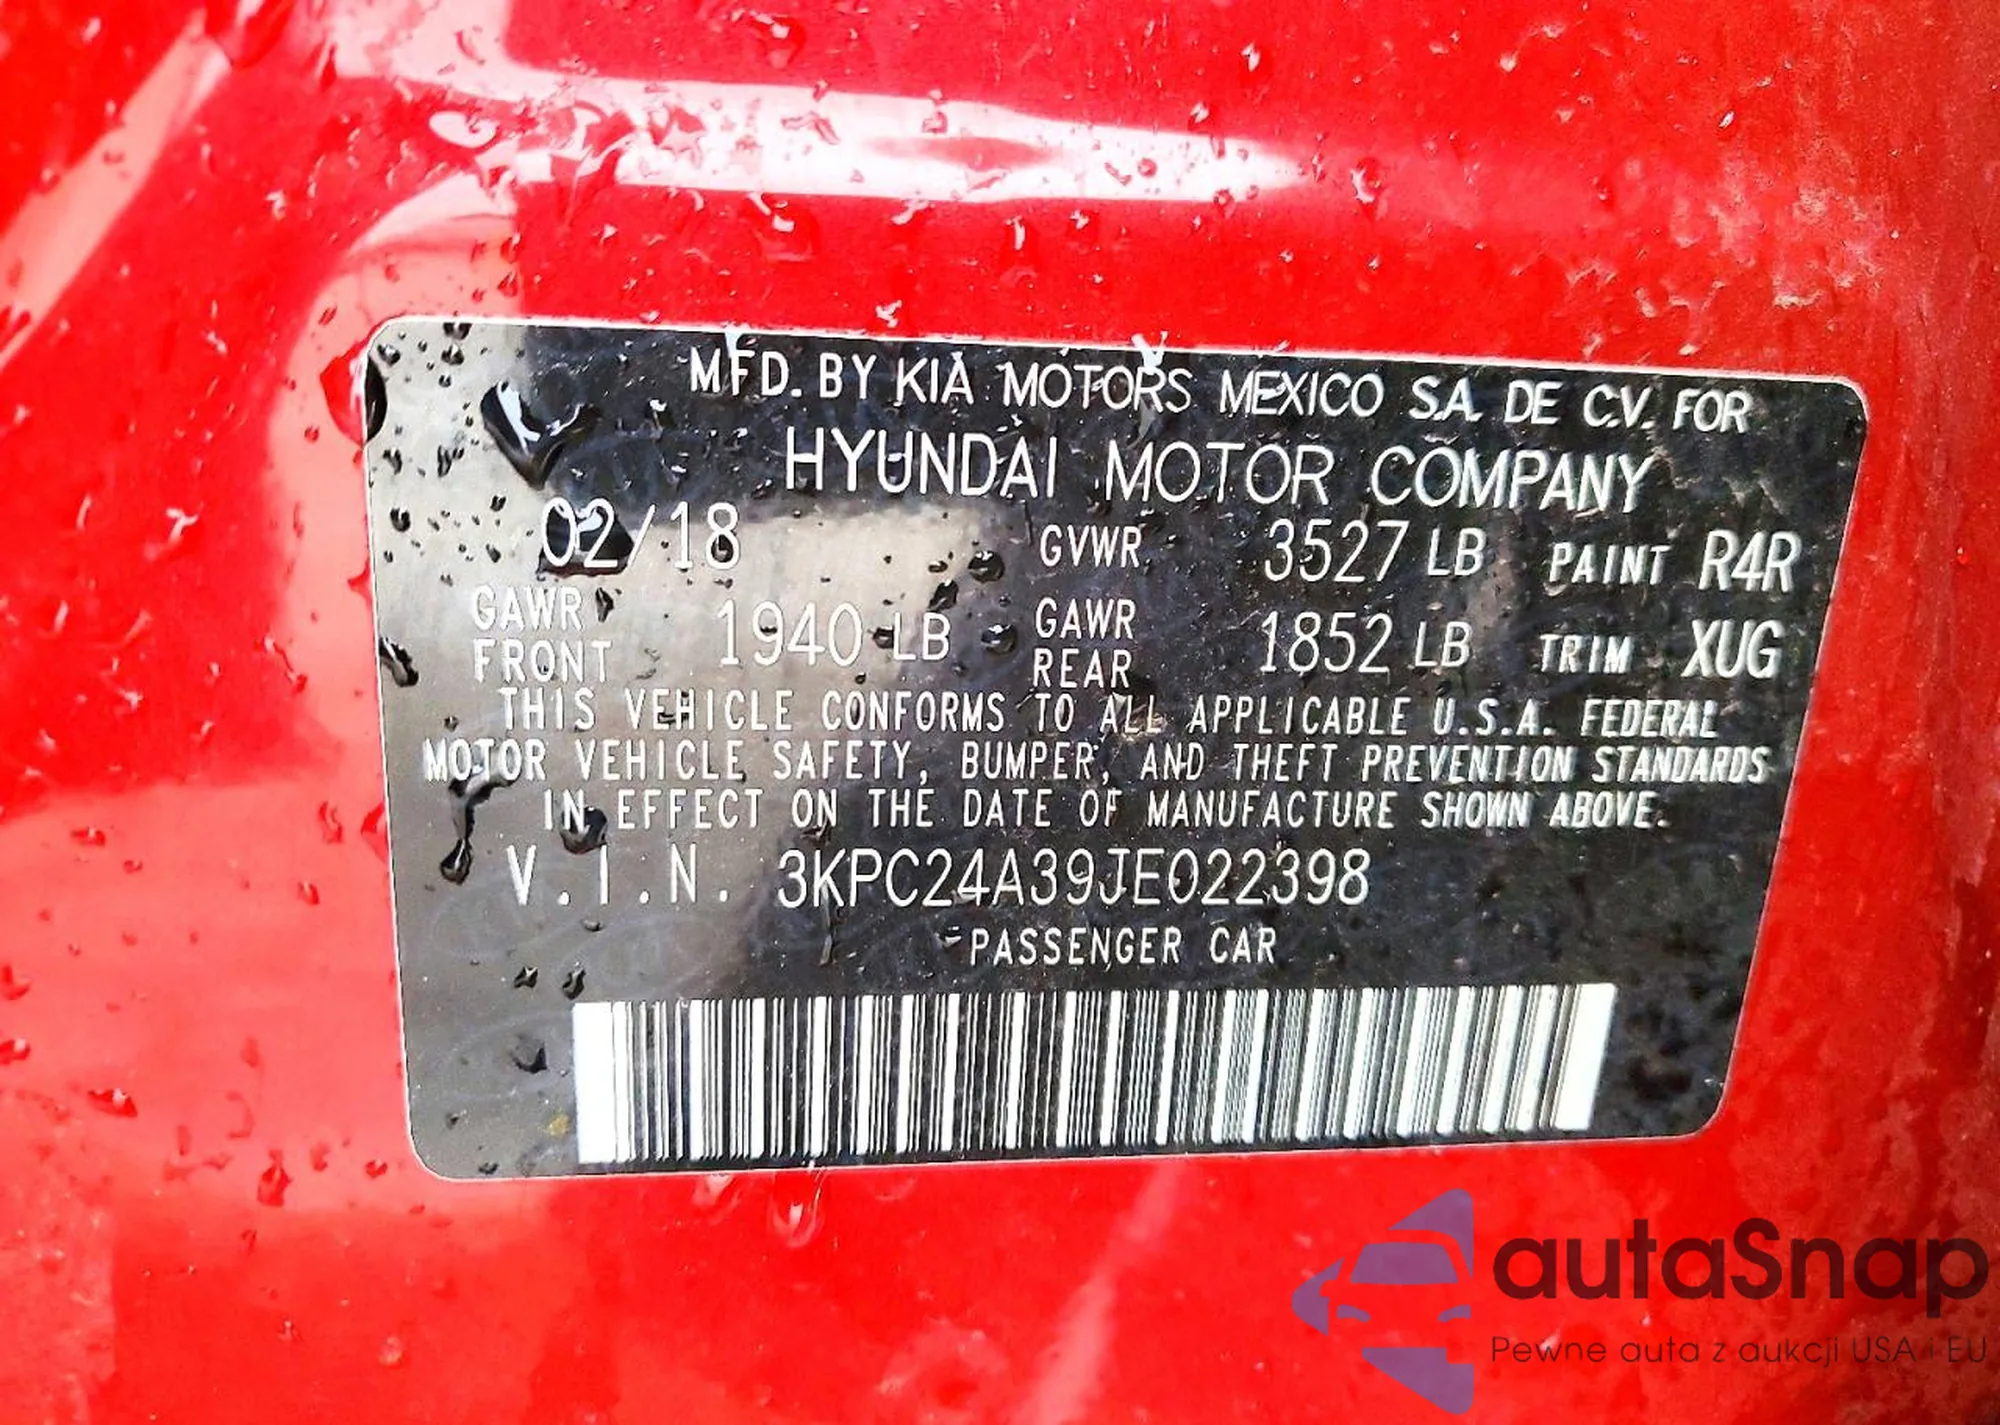 MFD. BY KIA MOTORS MEXICO S.A. DE C.V. FOR
HYUNDAI MOTOR COMPANY
02/18 GVWR 3527 LB PAINT R4R
GAWR FRONT 1940 LB GAWR REAR 1852 LB TRIM XUG
THIS VEHICLE CONFORMS TO ALL APPLICABLE U.S.A. FEDERAL
MOTOR VEHICLE SAFETY, BUMPER, AND THEFT PREVENTION STANDARDS
IN EFFECT ON THE DATE OF MANUFACTURE SHOWN ABOVE.
V.I.N. 3KPC24A39JE022398
PASSENGER CAR
autaSnap
Pewne auta z aukcji USA i EU